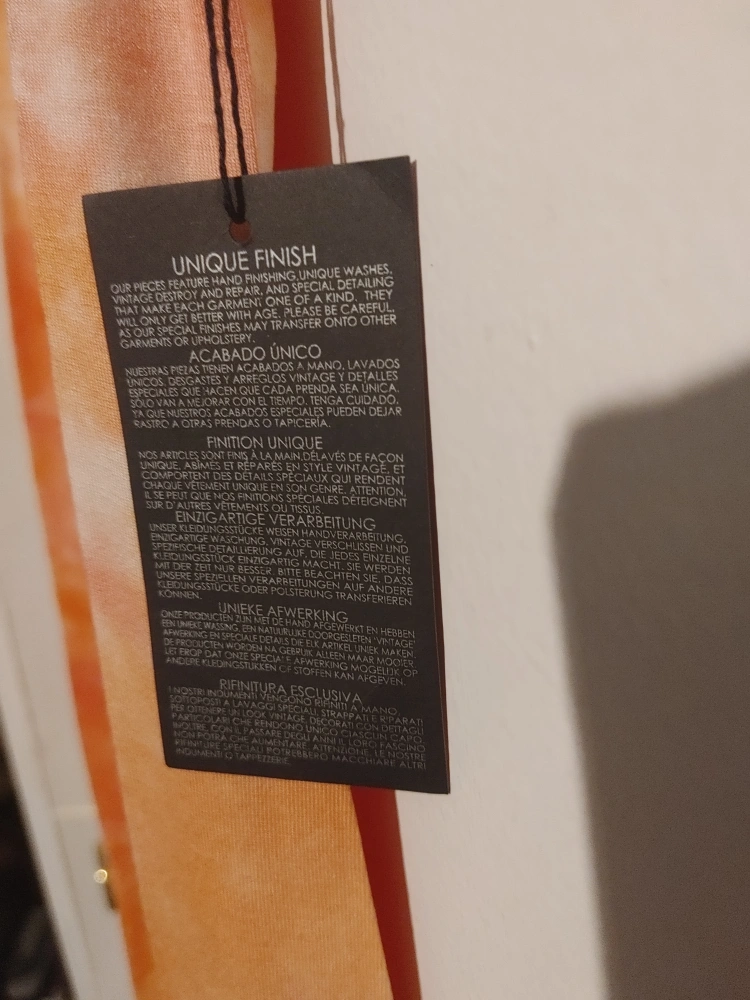 UNIQUE FINISH
OUR PIECES FEATURE HAND FINISHING, UNIQUE WASHES,
VINTAGE DESTROY AND REPAIR, AND SPECIAL DETAILING
THAT MAKE EACH GARMENT ONE OF A KIND. THEY
WILL ONLY GET BETTER WITH AGE. PLEASE BE CAREFUL,
AS OUR SPECIAL FINISHES MAY TRANSFER ONTO OTHER
GARMENTS OR UPHOLSTERY.
ACABADO ÚNICO
NUESTRAS PIEZAS TIENEN ACABADOS A MANO, LAVADOS
ÚNICOS, DESGASTES Y ARREGLOS VINTAGE Y DETALLES
ESPECIALES QUE HACEN QUE CADA PRENDA SEA ÚNICA.
SÓLO VAN A MEJORAR CON EL TIEMPO. TENGA CUIDADO,
YA QUE NUESTROS ACABADOS ESPECIALES PUEDEN DEJAR
RASTRO A OTRAS PRENDAS O TAPICERÍA.
FINITION UNIQUE
NOS ARTICLES SONT FINIS À LA MAIN, DÉLAVÉS DE FAÇON
UNIQUE, ABÎMÉS ET RÉPARÉS EN STYLE VINTAGE, ET
COMPORTENT DES DÉTAILS SPÉCIAUX QUI RENDENT
CHAQUE VÊTEMENT UNIQUE EN SON GENRE. ATTENTION,
IL SE PEUT QUE NOS FINITIONS SPÉCIALES DÉTEIGNENT
SUR D'AUTRES VÊTEMENTS OU TISSUS.
EINZIGARTIGE VERARBEITUNG
UNSER KLEIDUNGSSTÜCKE WEISEN HANDVERARBEITUNG,
EINZIGARTIGE WASCHUNG, VINTAGE VERSCHLISSEN UND
SPEZIFISCHE DETAILLIERUNG AUF, DIE JEDES EINZELNE
KLEIDUNGSSTÜCK EINZIGARTIG MACHT. SIE WERDEN
MIT DER ZEIT NUR BESSER. BITTE BEACHTEN SIE, DASS
UNSERE SPEZIELLEN VERARBEITUNGEN AUF ANDERE
KLEIDUNGSSTÜCKE ODER POLSTERUNG TRANSFERIEREN
KÖNNEN.
UNIEKE AFWERKING
ONZE PRODUCTEN ZIJN MET DE HAND AFGEWERKT EN HEBBEN
EEN UNIEKE WASSING, EEN NATUURLIJKE DOORGESLETEN 'VINTAGE'
AFWERKING EN SPECIALE DETAILS DIE ELK ARTIKEL UNIEK MAKEN.
DE PRODUCTEN WORDEN NA GEBRUIK ALLEEN MAAR MOOIER.
LET EROP DAT ONZE SPECIALE AFWERKING MOGELIJK OP
ANDERE KLEDINGSTUKKEN OF STOFFEN KAN AFGEVEN.
RIFINITURA ESCLUSIVA
I NOSTRI INDUMENTI VENGONO RIFINITI A MANO,
SOTTOPOSTI A LAVAGGI SPECIALI, STRAPPATI E RIPARATI
PER OTTENERE UN LOOK VINTAGE, DECORATI CON DETTAGLI
PARTICOLARI CHE RENDONO UNICO CIASCUN CAPO.
INOLTRE, CON IL PASSARE DEGLI ANNI IL LORO FASCINO
NON POTRÀ CHE AUMENTARE. ATTENZIONE, LE NOSTRE
RIFINITURE SPECIALI POTREBBERO MACCHIARE ALTRI
INDUMENTI O TAPPEZZERIE.